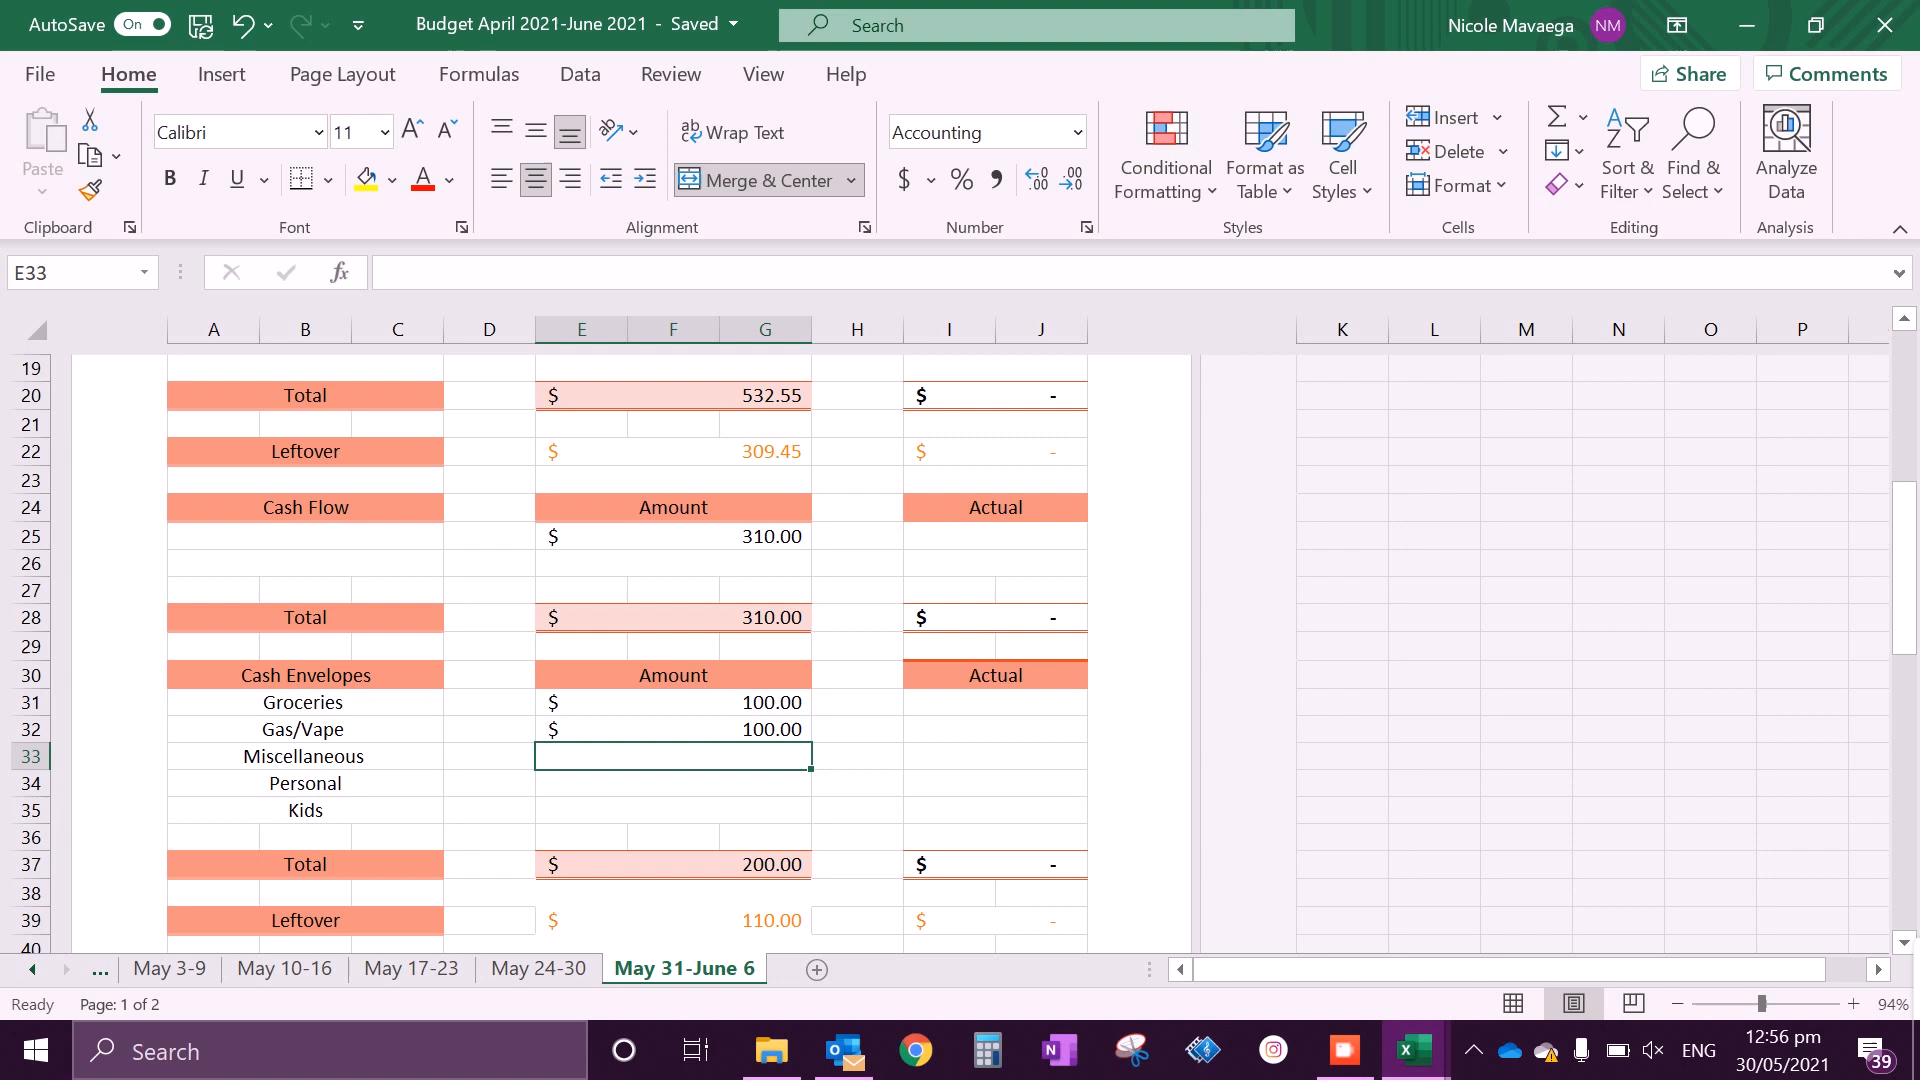 AutoSave On Budget April 2021-June 2021 - Saved Search Nicole Mavaega NM
File Home Insert Page Layout Formulas Data Review View Help Share Comments
Paste
Clipboard
Calibri 11
B I U
Font
ab Wrap Text
Merge & Center
Alignment
Accounting
$ % 9
Number
Conditional Formatting
Format as Table
Cell Styles
Styles
Insert
Delete
Format
Cells
Sort & Filter
Find & Select
Editing
Analyze Data
Analysis
E33 fx
A B C D E F G H I J K L M N O P
19
20 Total $ 532.55 $ -
21
22 Leftover $ 309.45 $ -
23
24 Cash Flow Amount Actual
25 $ 310.00
26
27
28 Total $ 310.00 $ -
29
30 Cash Envelopes Amount Actual
31 Groceries $ 100.00
32 Gas/Vape $ 100.00
33 Miscellaneous
34 Personal
35 Kids
36
37 Total $ 200.00 $ -
38
39 Leftover $ 110.00 $ -
40
... May 3-9 May 10-16 May 17-23 May 24-30 May 31-June 6
Ready Page: 1 of 2 94%
Search ENG 12:56 pm
30/05/2021 39